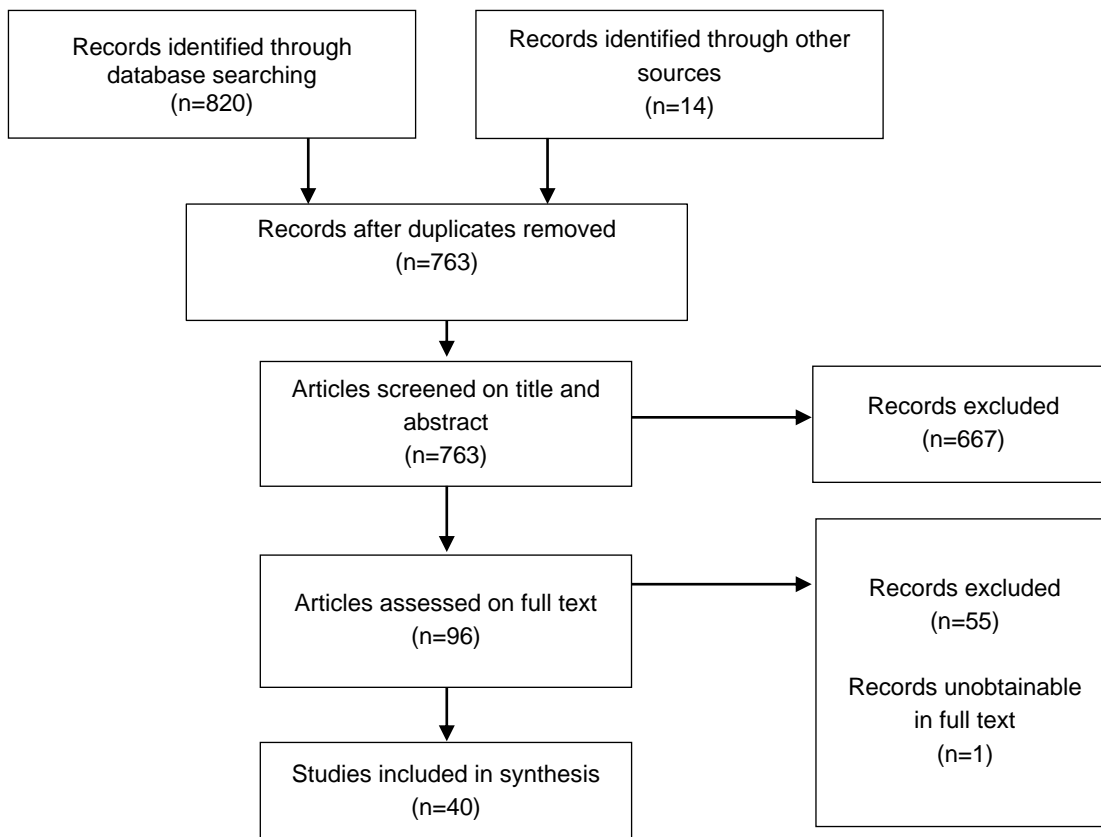 Records identified through
database searching
(n=820)
Records identified through other
sources
(n=14)
Records after duplicates removed
(n=763)
Articles screened on title and
abstract
(n=763)
Records excluded
(n=667)
Articles assessed on full text
(n=96)
Records excluded
(n=55)
Records unobtainable
in full text
(n=1)
Studies included in synthesis
(n=40)